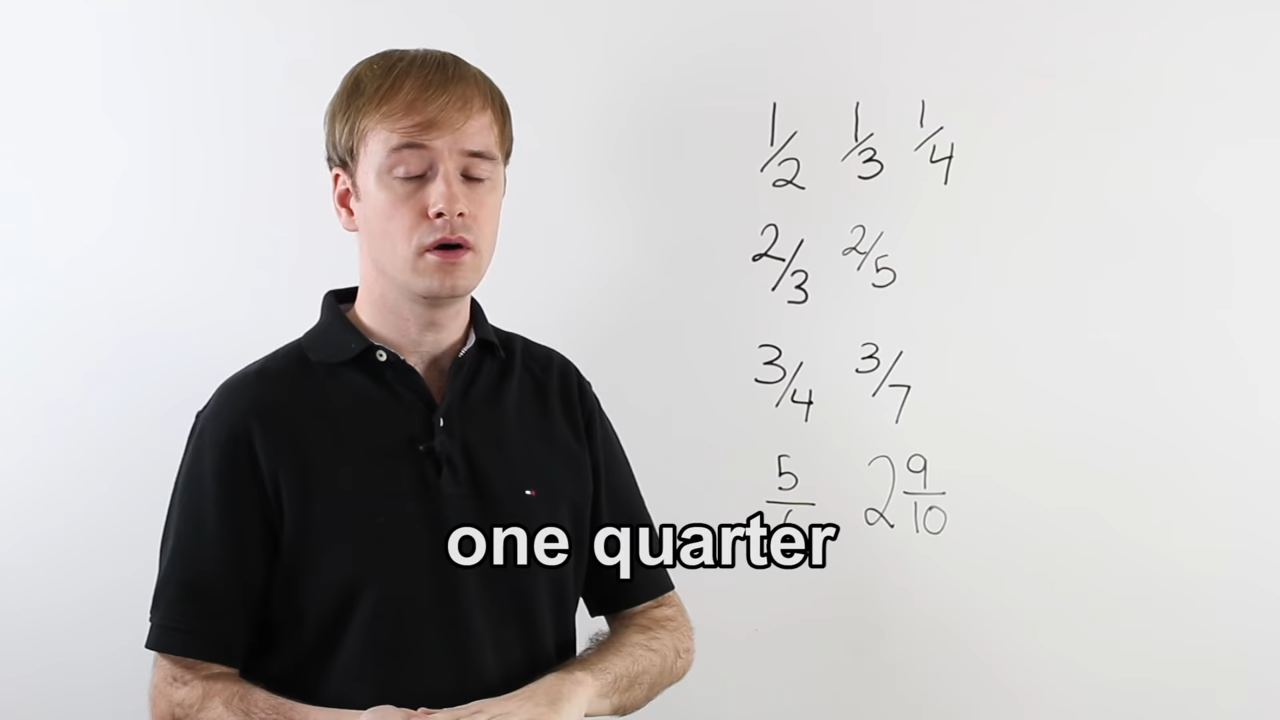 1/2 1/3 1/4
2/3 2/5
3/4 3/7
5/ 2 9/10
one quarter